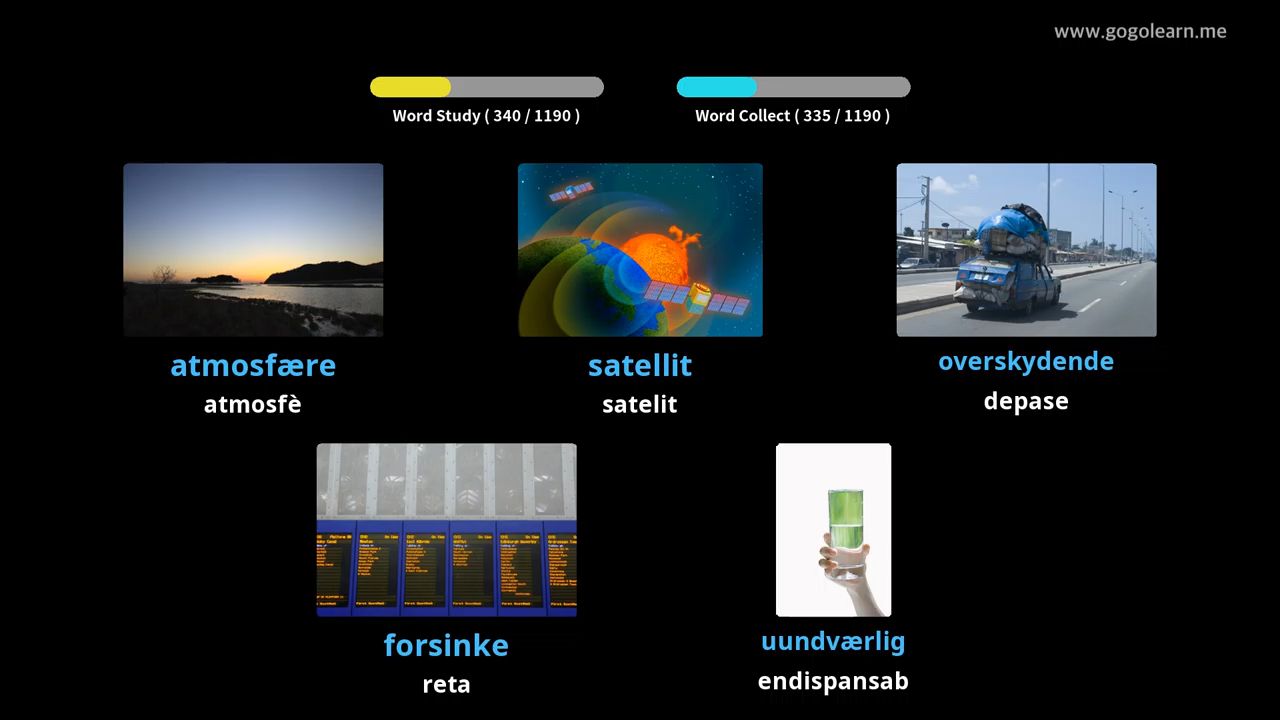 www.gogolearn.me
Word Study ( 340 / 1190 )
Word Collect ( 335 / 1190 )
atmosfære
atmosfè
satellit
satelit
overskydende
depase
forsinke
reta
uundværlig
endispansab